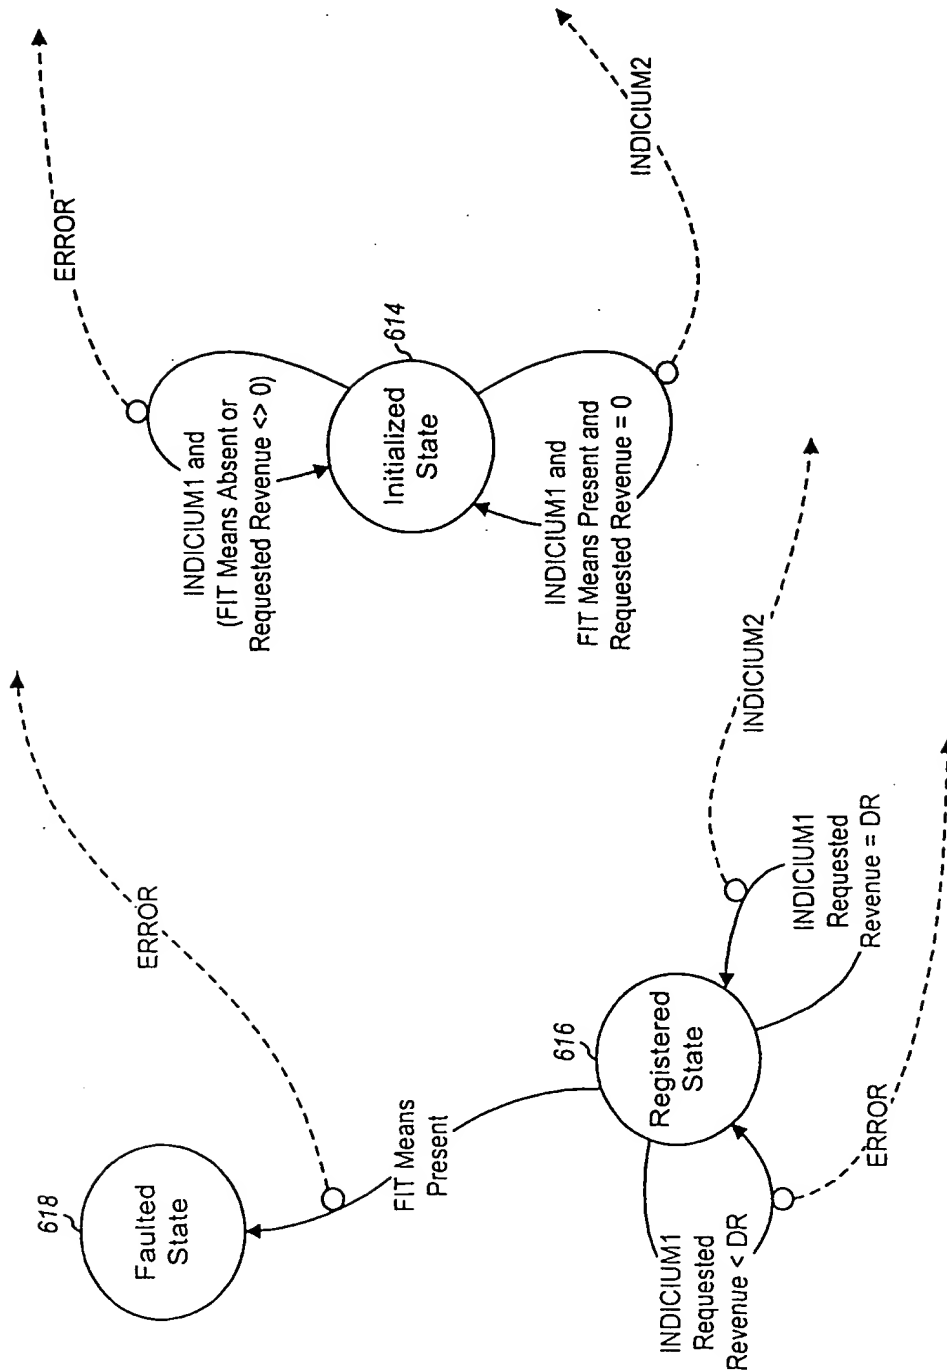 618
Faulted
State
ERROR
FIT Means
Present
616
Registered
State
INDICIUM1
Requested
Revenue < DR
ERROR
INDICIUM1
Requested
Revenue = DR
INDICIUM2
ERROR
INDICIUM1 and
(FIT Means Absent or
Requested Revenue <> 0)
614
Initialized
State
INDICIUM1 and
FIT Means Present and
Requested Revenue = 0
INDICIUM2